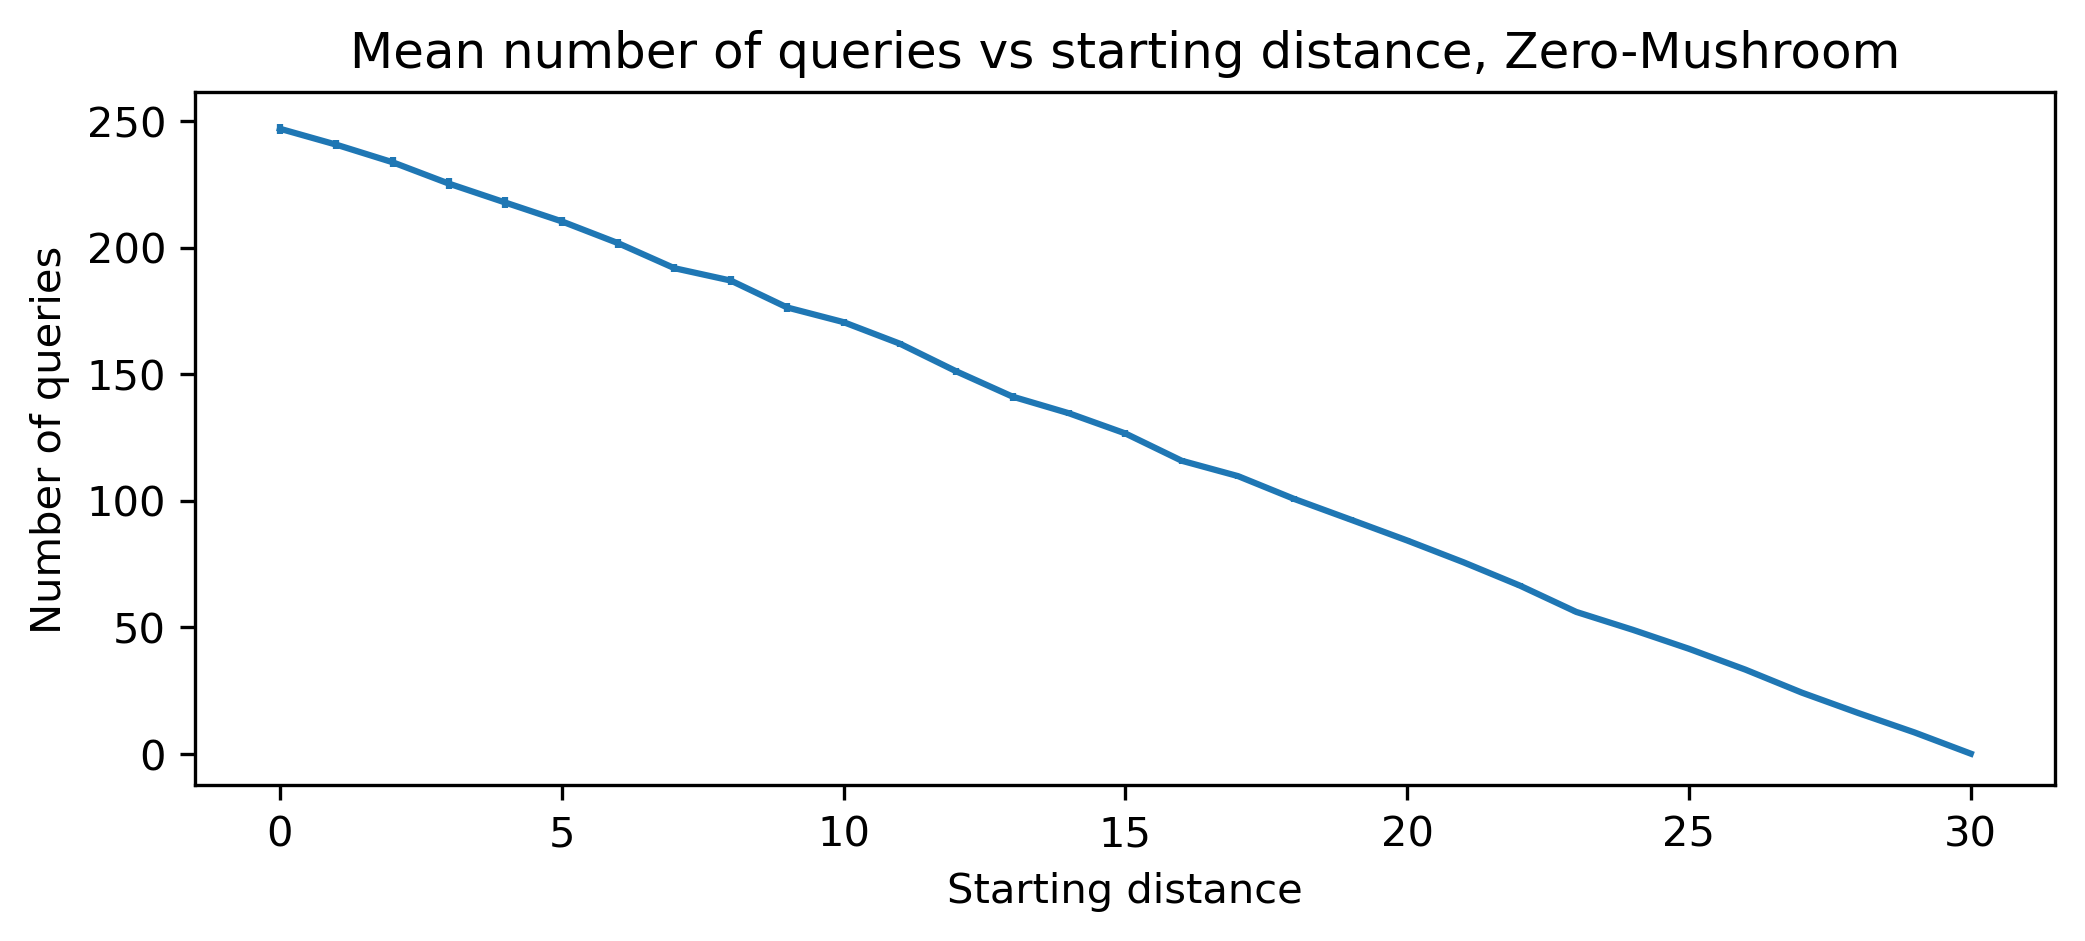 Mean number of queries vs starting distance, Zero-Mushroom
Number of queries
250
200
150
100
50
0
0 5 10 15 20 25 30
Starting distance